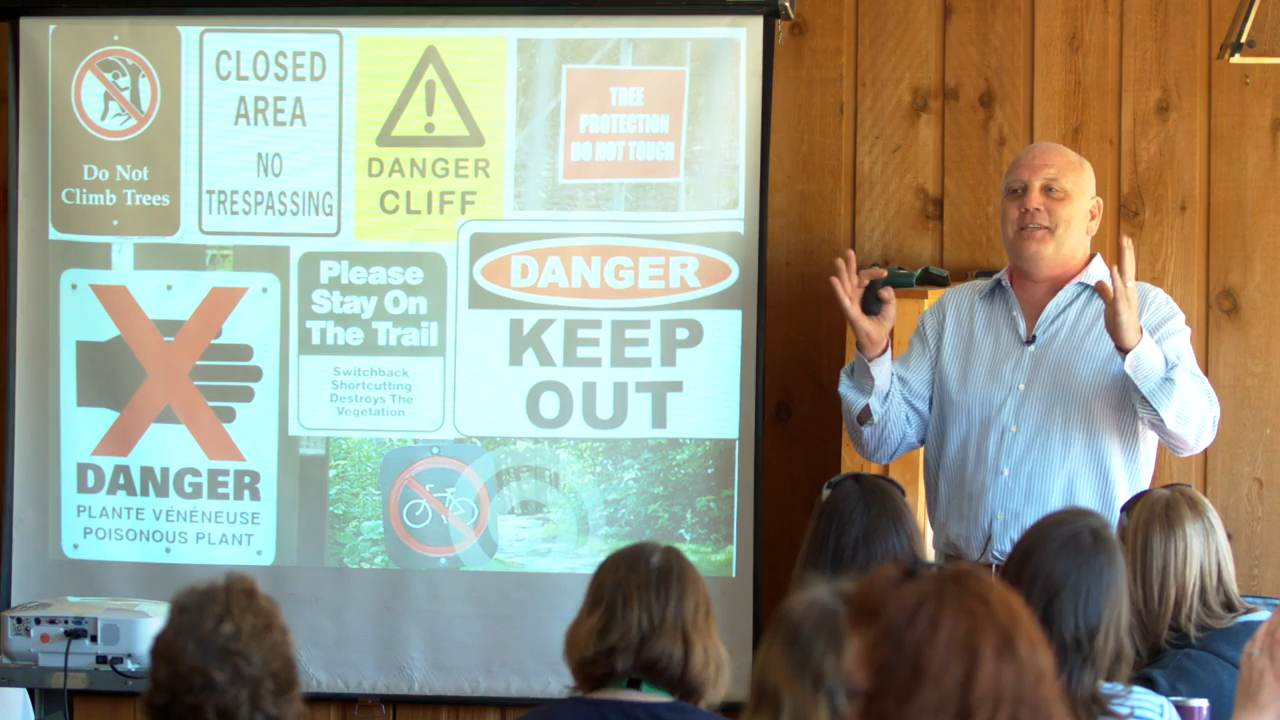 Do Not
Climb Trees
CLOSED
AREA
NO
TRESPASSING
DANGER
CLIFF
TREE
PROTECTION
DO NOT TOUCH
DANGER
PLANTE VÉNÉNEUSE
POISONOUS PLANT
Please
Stay On
The Trail
Switchback
Shortcutting
Destroys The
Vegetation
DANGER
KEEP
OUT